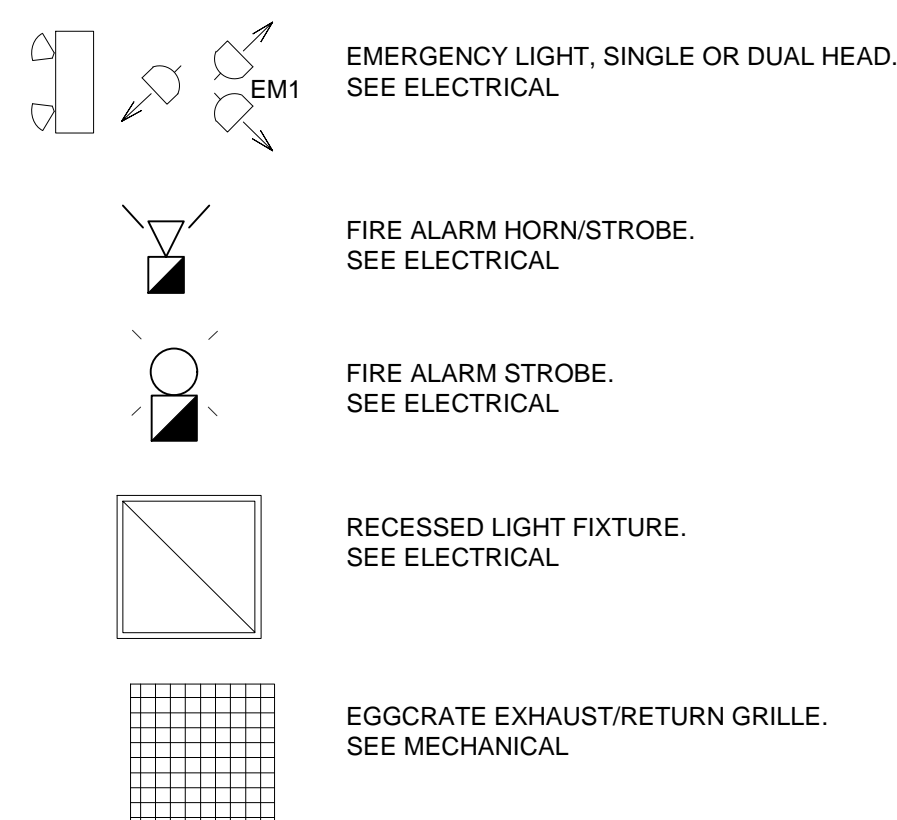 EMERGENCY LIGHT, SINGLE OR DUAL HEAD.
SEE ELECTRICAL
EM1
FIRE ALARM HORN/STROBE.
SEE ELECTRICAL
FIRE ALARM STROBE.
SEE ELECTRICAL
RECESSED LIGHT FIXTURE.
SEE ELECTRICAL
EGGCRATE EXHAUST/RETURN GRILLE.
SEE MECHANICAL